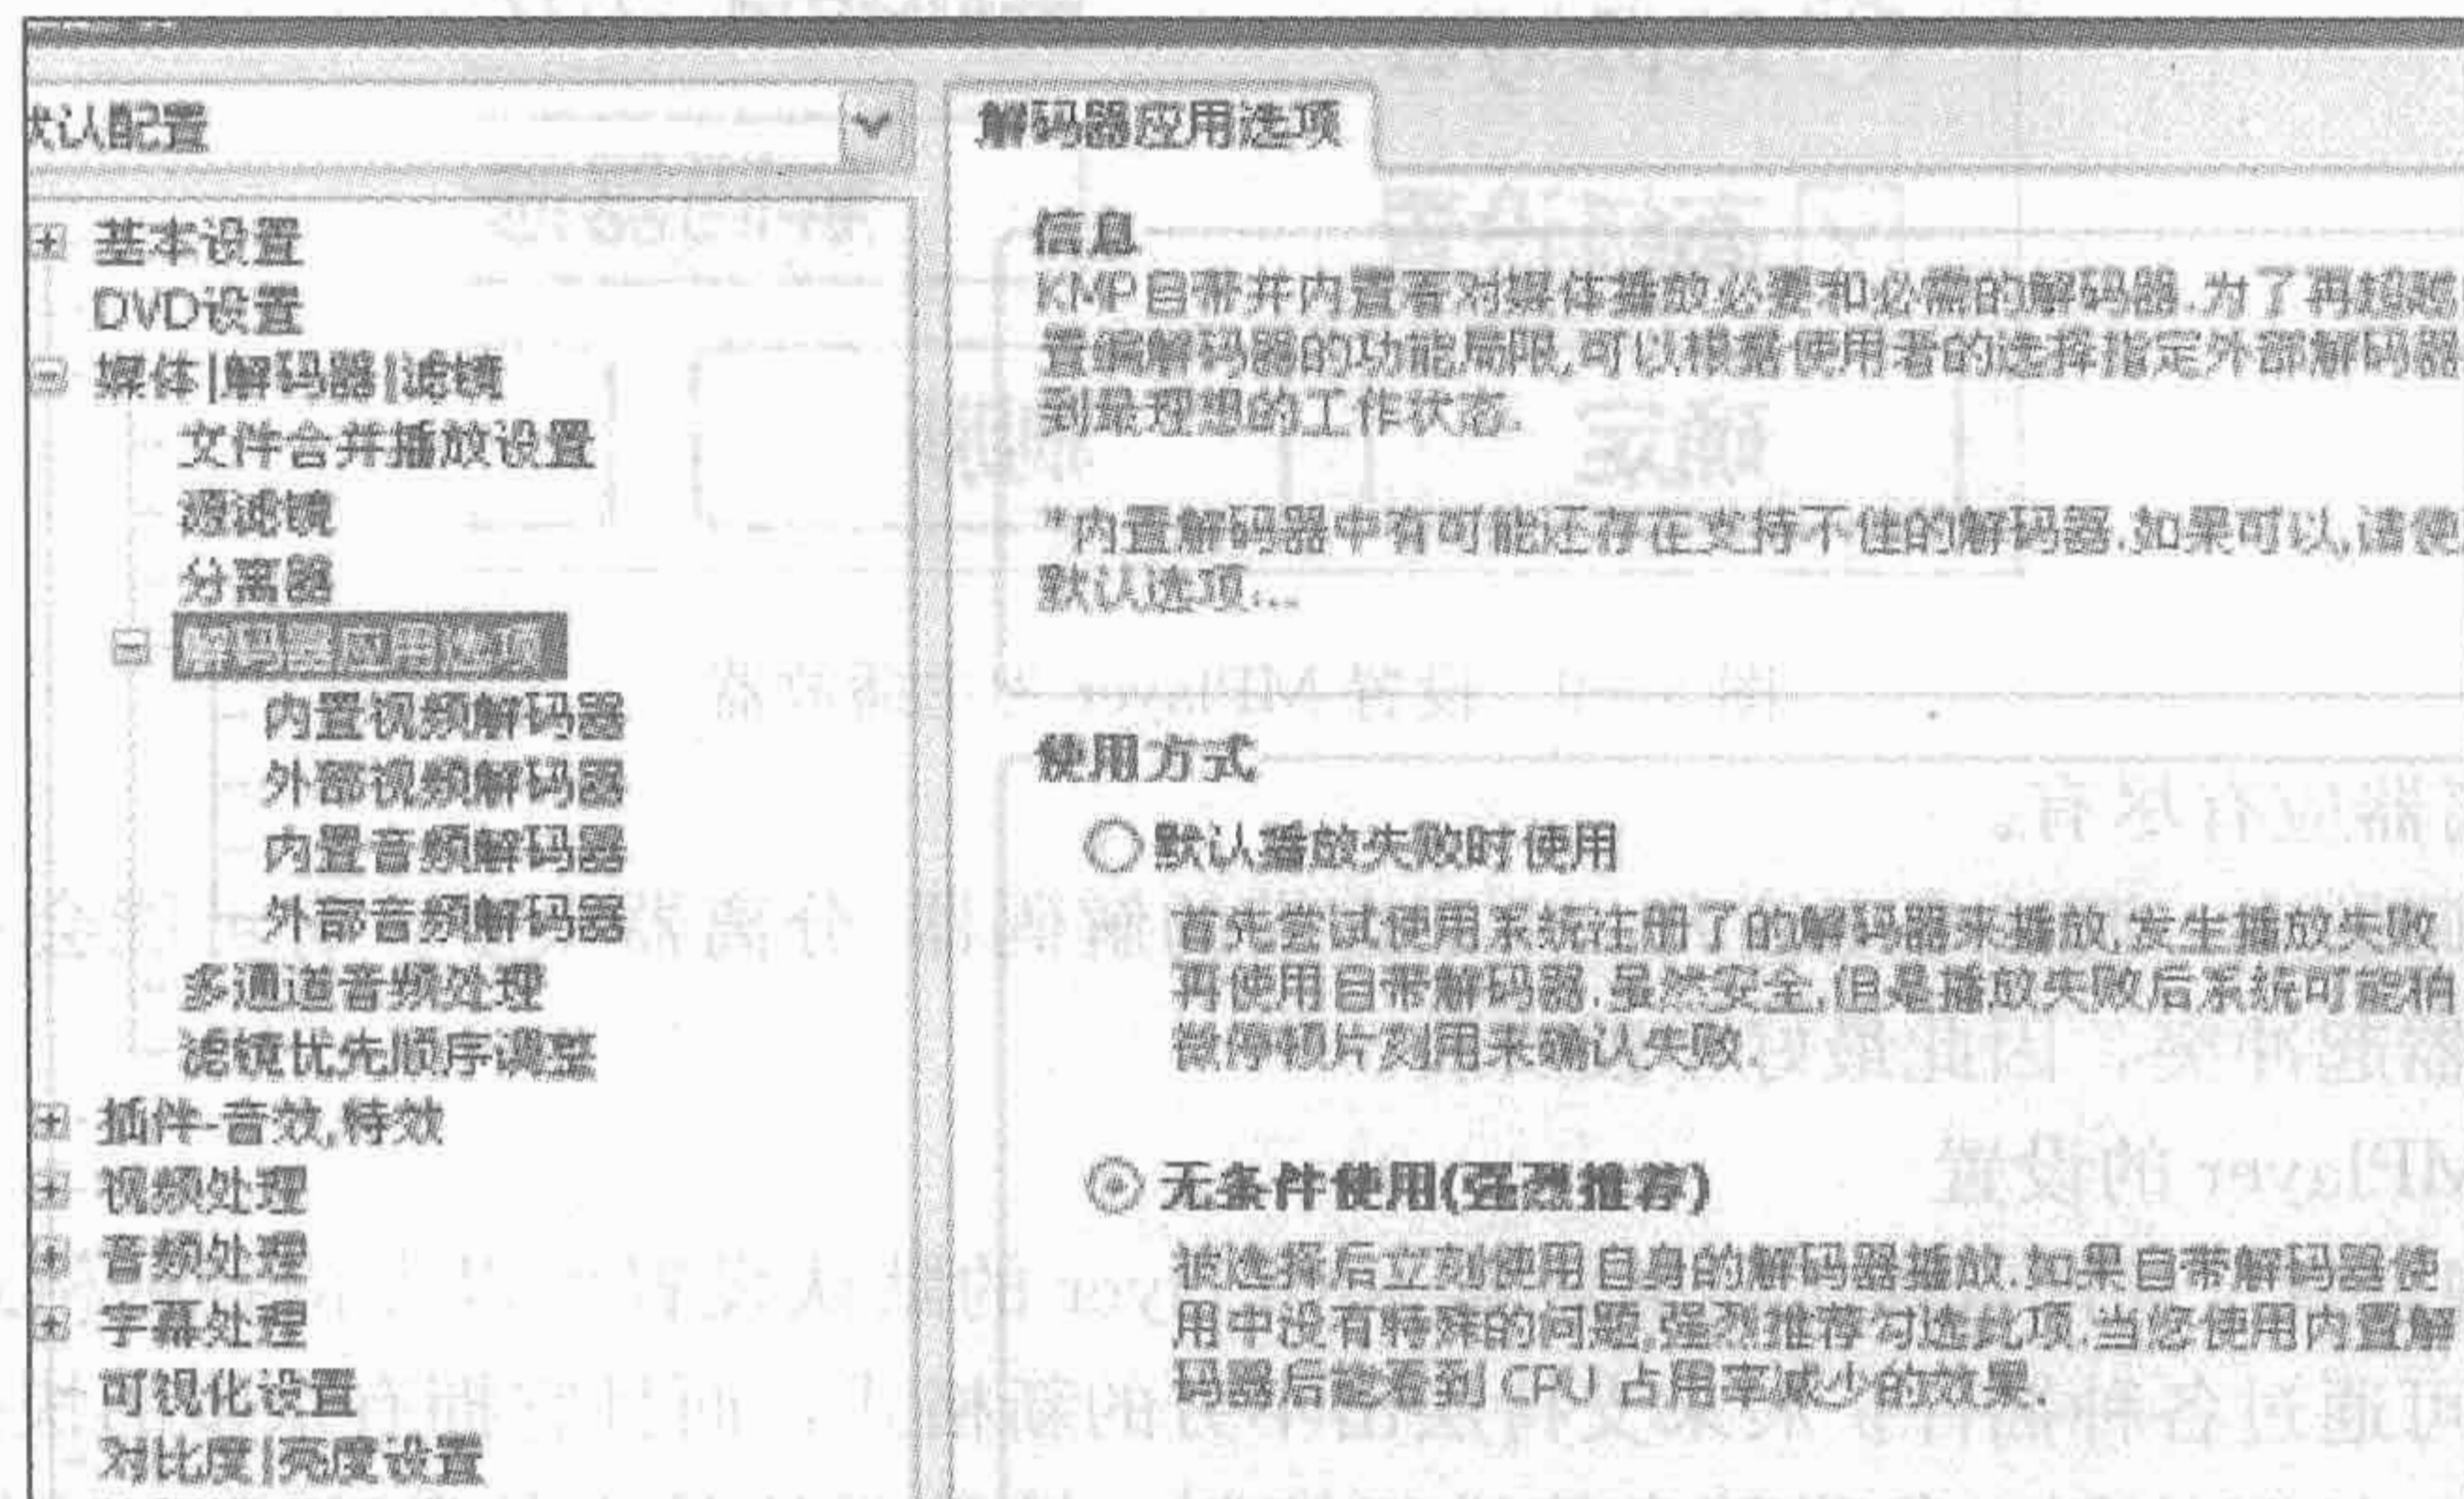 认配置
基本设置
DVD设置
媒体|解码器|滤镜
文件合并播放设置
源滤镜
分离器
解码器应用选项
内置视频解码器
外部视频解码器
内置音频解码器
外部音频解码器
多通道音频处理
滤镜优先顺序调整
插件-音效,特效
视频处理
音频处理
字幕处理
可视化设置
对比度|亮度设置
解码器应用选项
信息
KMP自带并内置着对媒体播放必要和必需的解码器.为了再超越
置编解码器的功能局限,可以根据使用者的选择指定外部解码器
到最理想的工作状态.
"内置解码器中有可能还存在支持不佳的解码器.如果可以,请使
默认选项....
使用方式
默认播放失败时使用
首先尝试使用系统注册了的解码器来播放,发生播放失败
再使用自带解码器.虽然安全,但是播放失败后系统可能稍
微停顿片刻用来确认失败.
无条件使用(强烈推荐)
被选择后立刻使用自身的解码器播放.如果自带解码器使
用中没有特殊的问题,强烈推荐勾选此项.当您使用内置解
码器后能看到 CPU 占用率减少的效果.